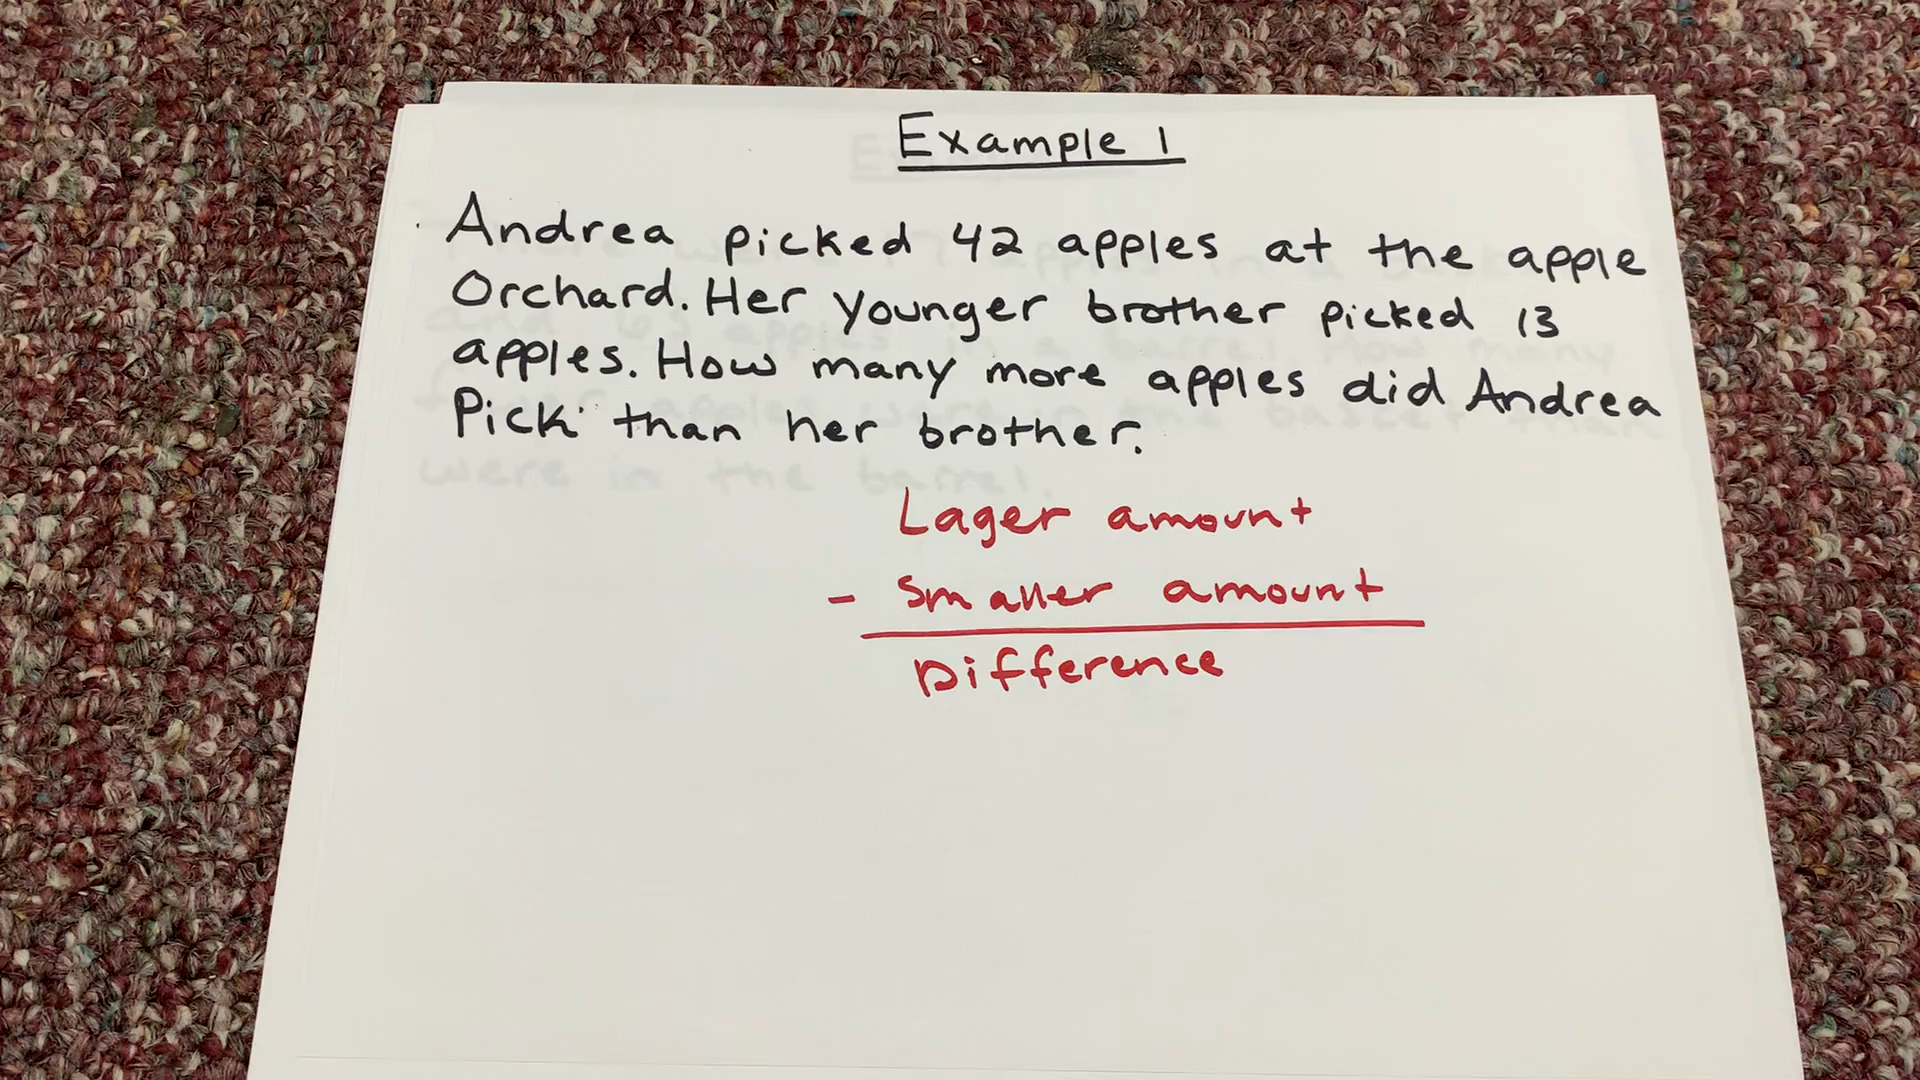 Example 1
Andrea picked 42 apples at the apple
Orchard. Her younger brother picked 13
apples. How many more apples did Andrea
Pick than her brother.
Lager amount
- Smaller amount
Difference